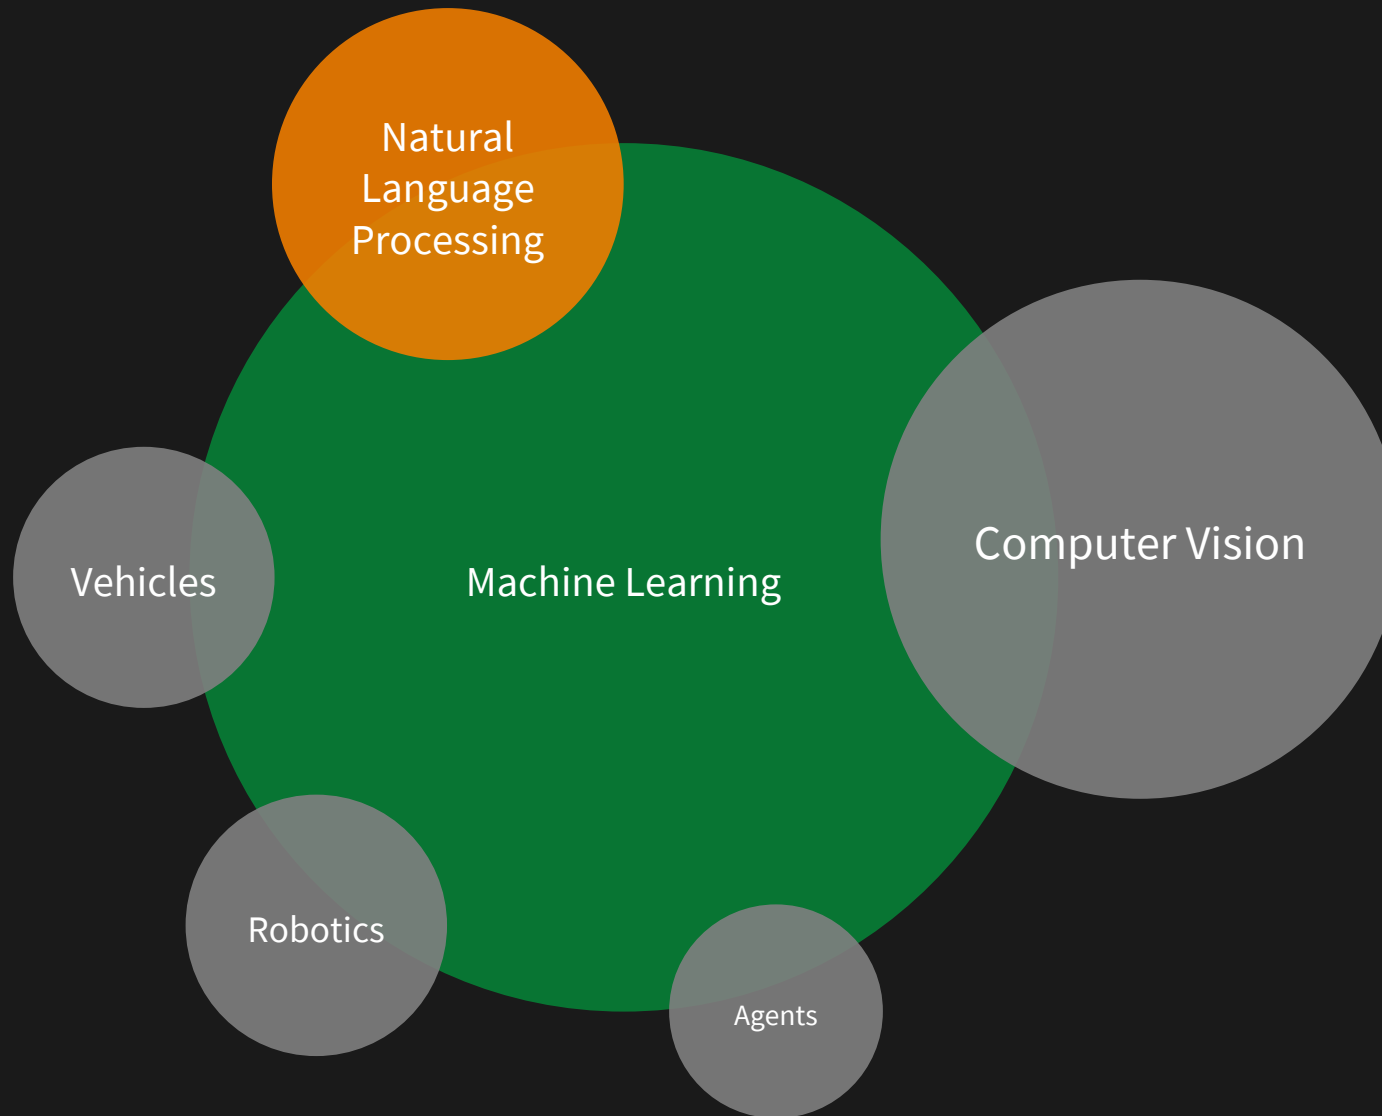 Natural
Language
Processing
Computer Vision
Vehicles
Machine Learning
Robotics
Agents